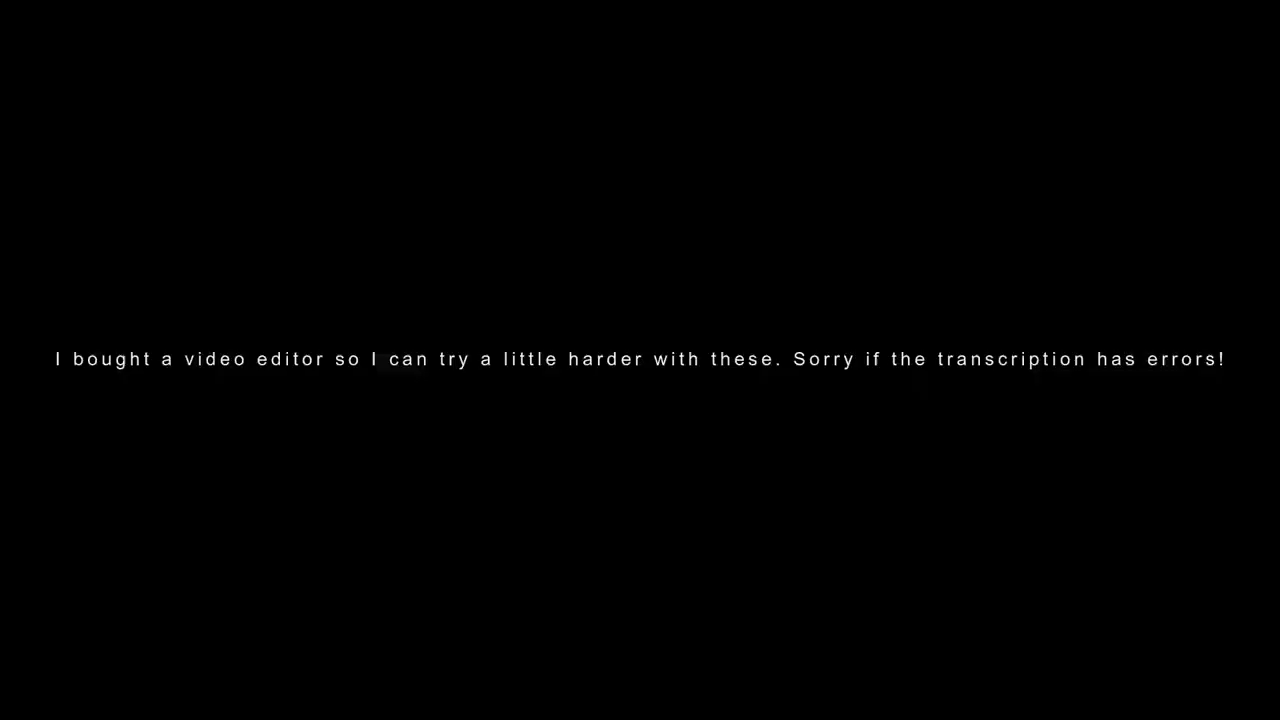 I bought a video editor so I can try a little harder with these. Sorry if the transcription has errors!